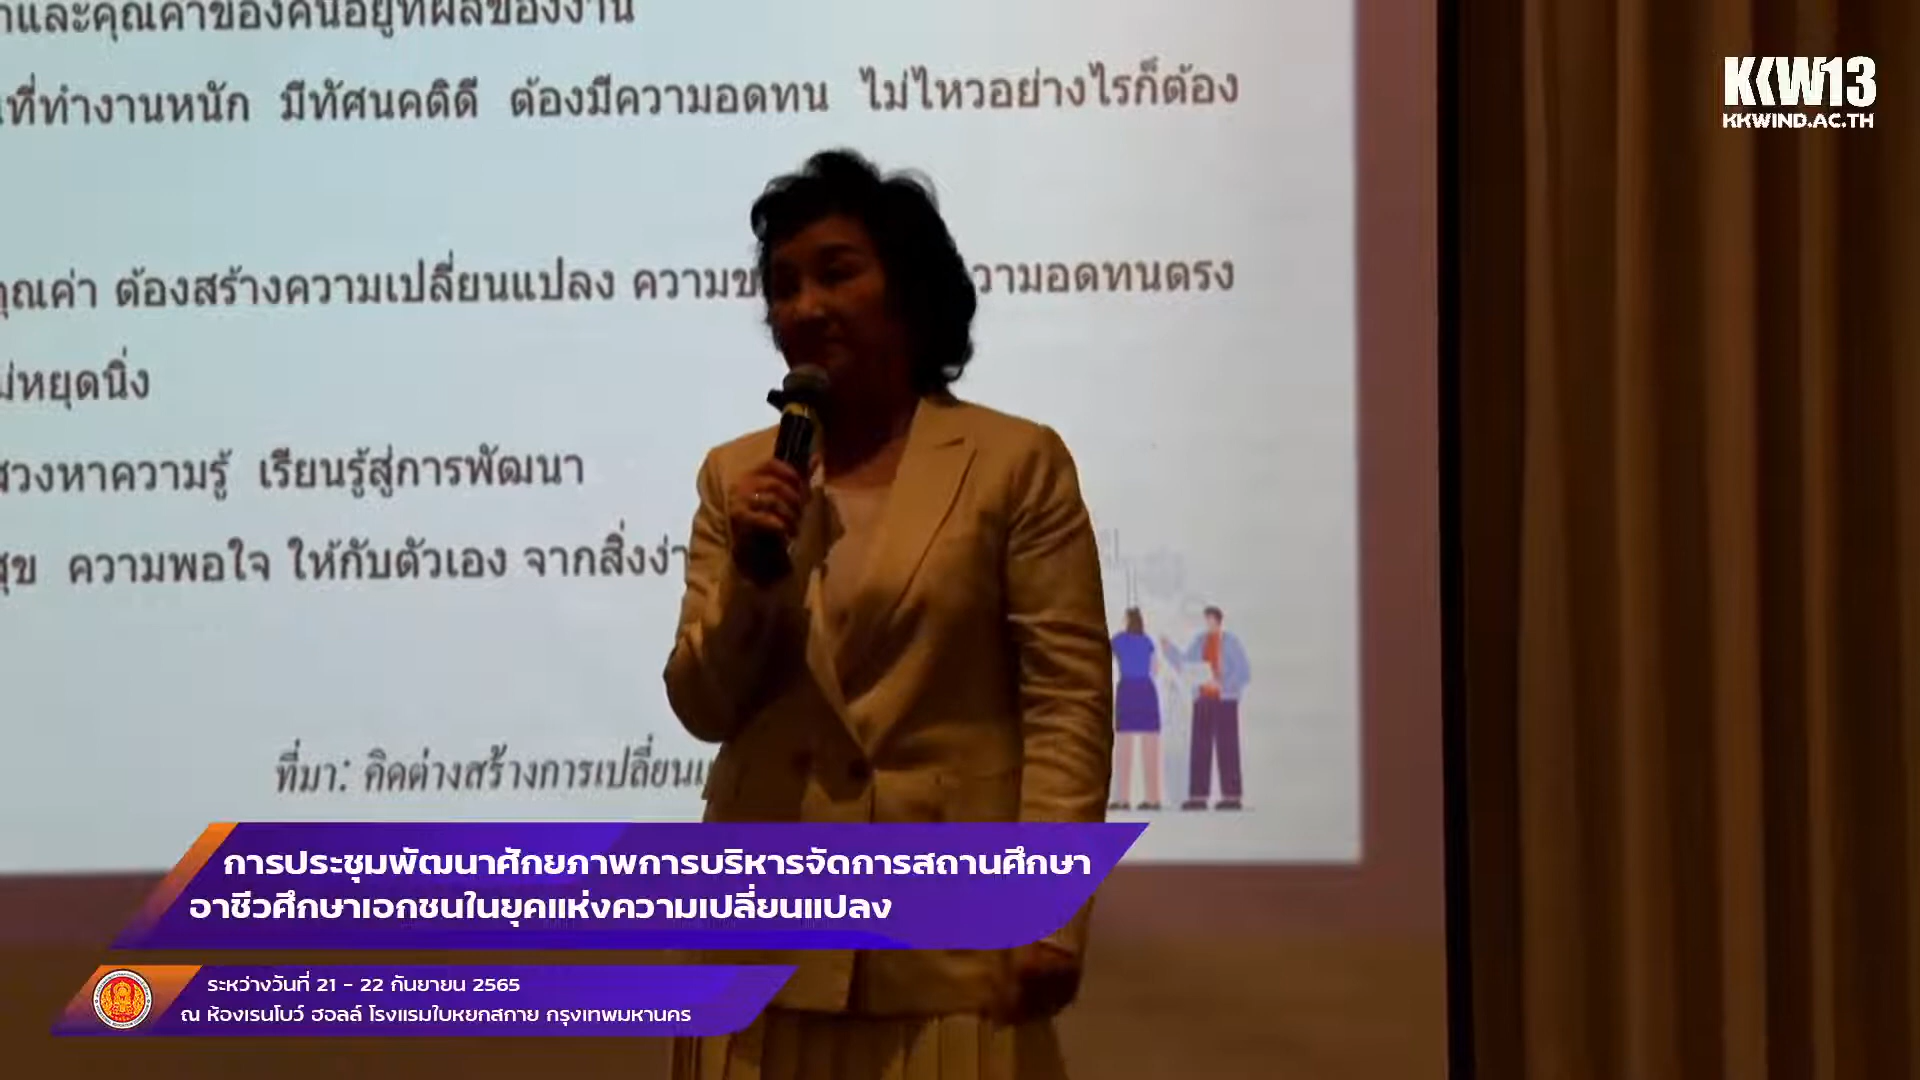 และคุณค่าของคนอยู่ที่ผลของงาน
KKW13
KKWIND.AC.TH
ที่ทำงานหนัก มีทัศนคติดี ต้องมีความอดทน ไม่ไหวอย่างไรก็ต้อง
คุณค่า ต้องสร้างความเปลี่ยนแปลง วามอดทนตรง
ไม่หยุดนิ่ง
สวงหาความรู้ เรียนรู้สู่การพัฒนา
สุข ความพอใจ ให้กับตัวเอง จากสิ่งง่า
ที่มา: คิดต่างสร้างการเปลี่ยนแ
การประชุมพัฒนาศักยภาพการบริหารจัดการสถานศึกษา
อาชีวศึกษาเอกชนในยุคแห่งความเปลี่ยนแปลง
ระหว่างวันที่ 21 - 22 กันยายน 2565
ณ ห้องเรนโบว์ ฮอลล์ โรงแรมใบหยกสกาย กรุงเทพมหานคร